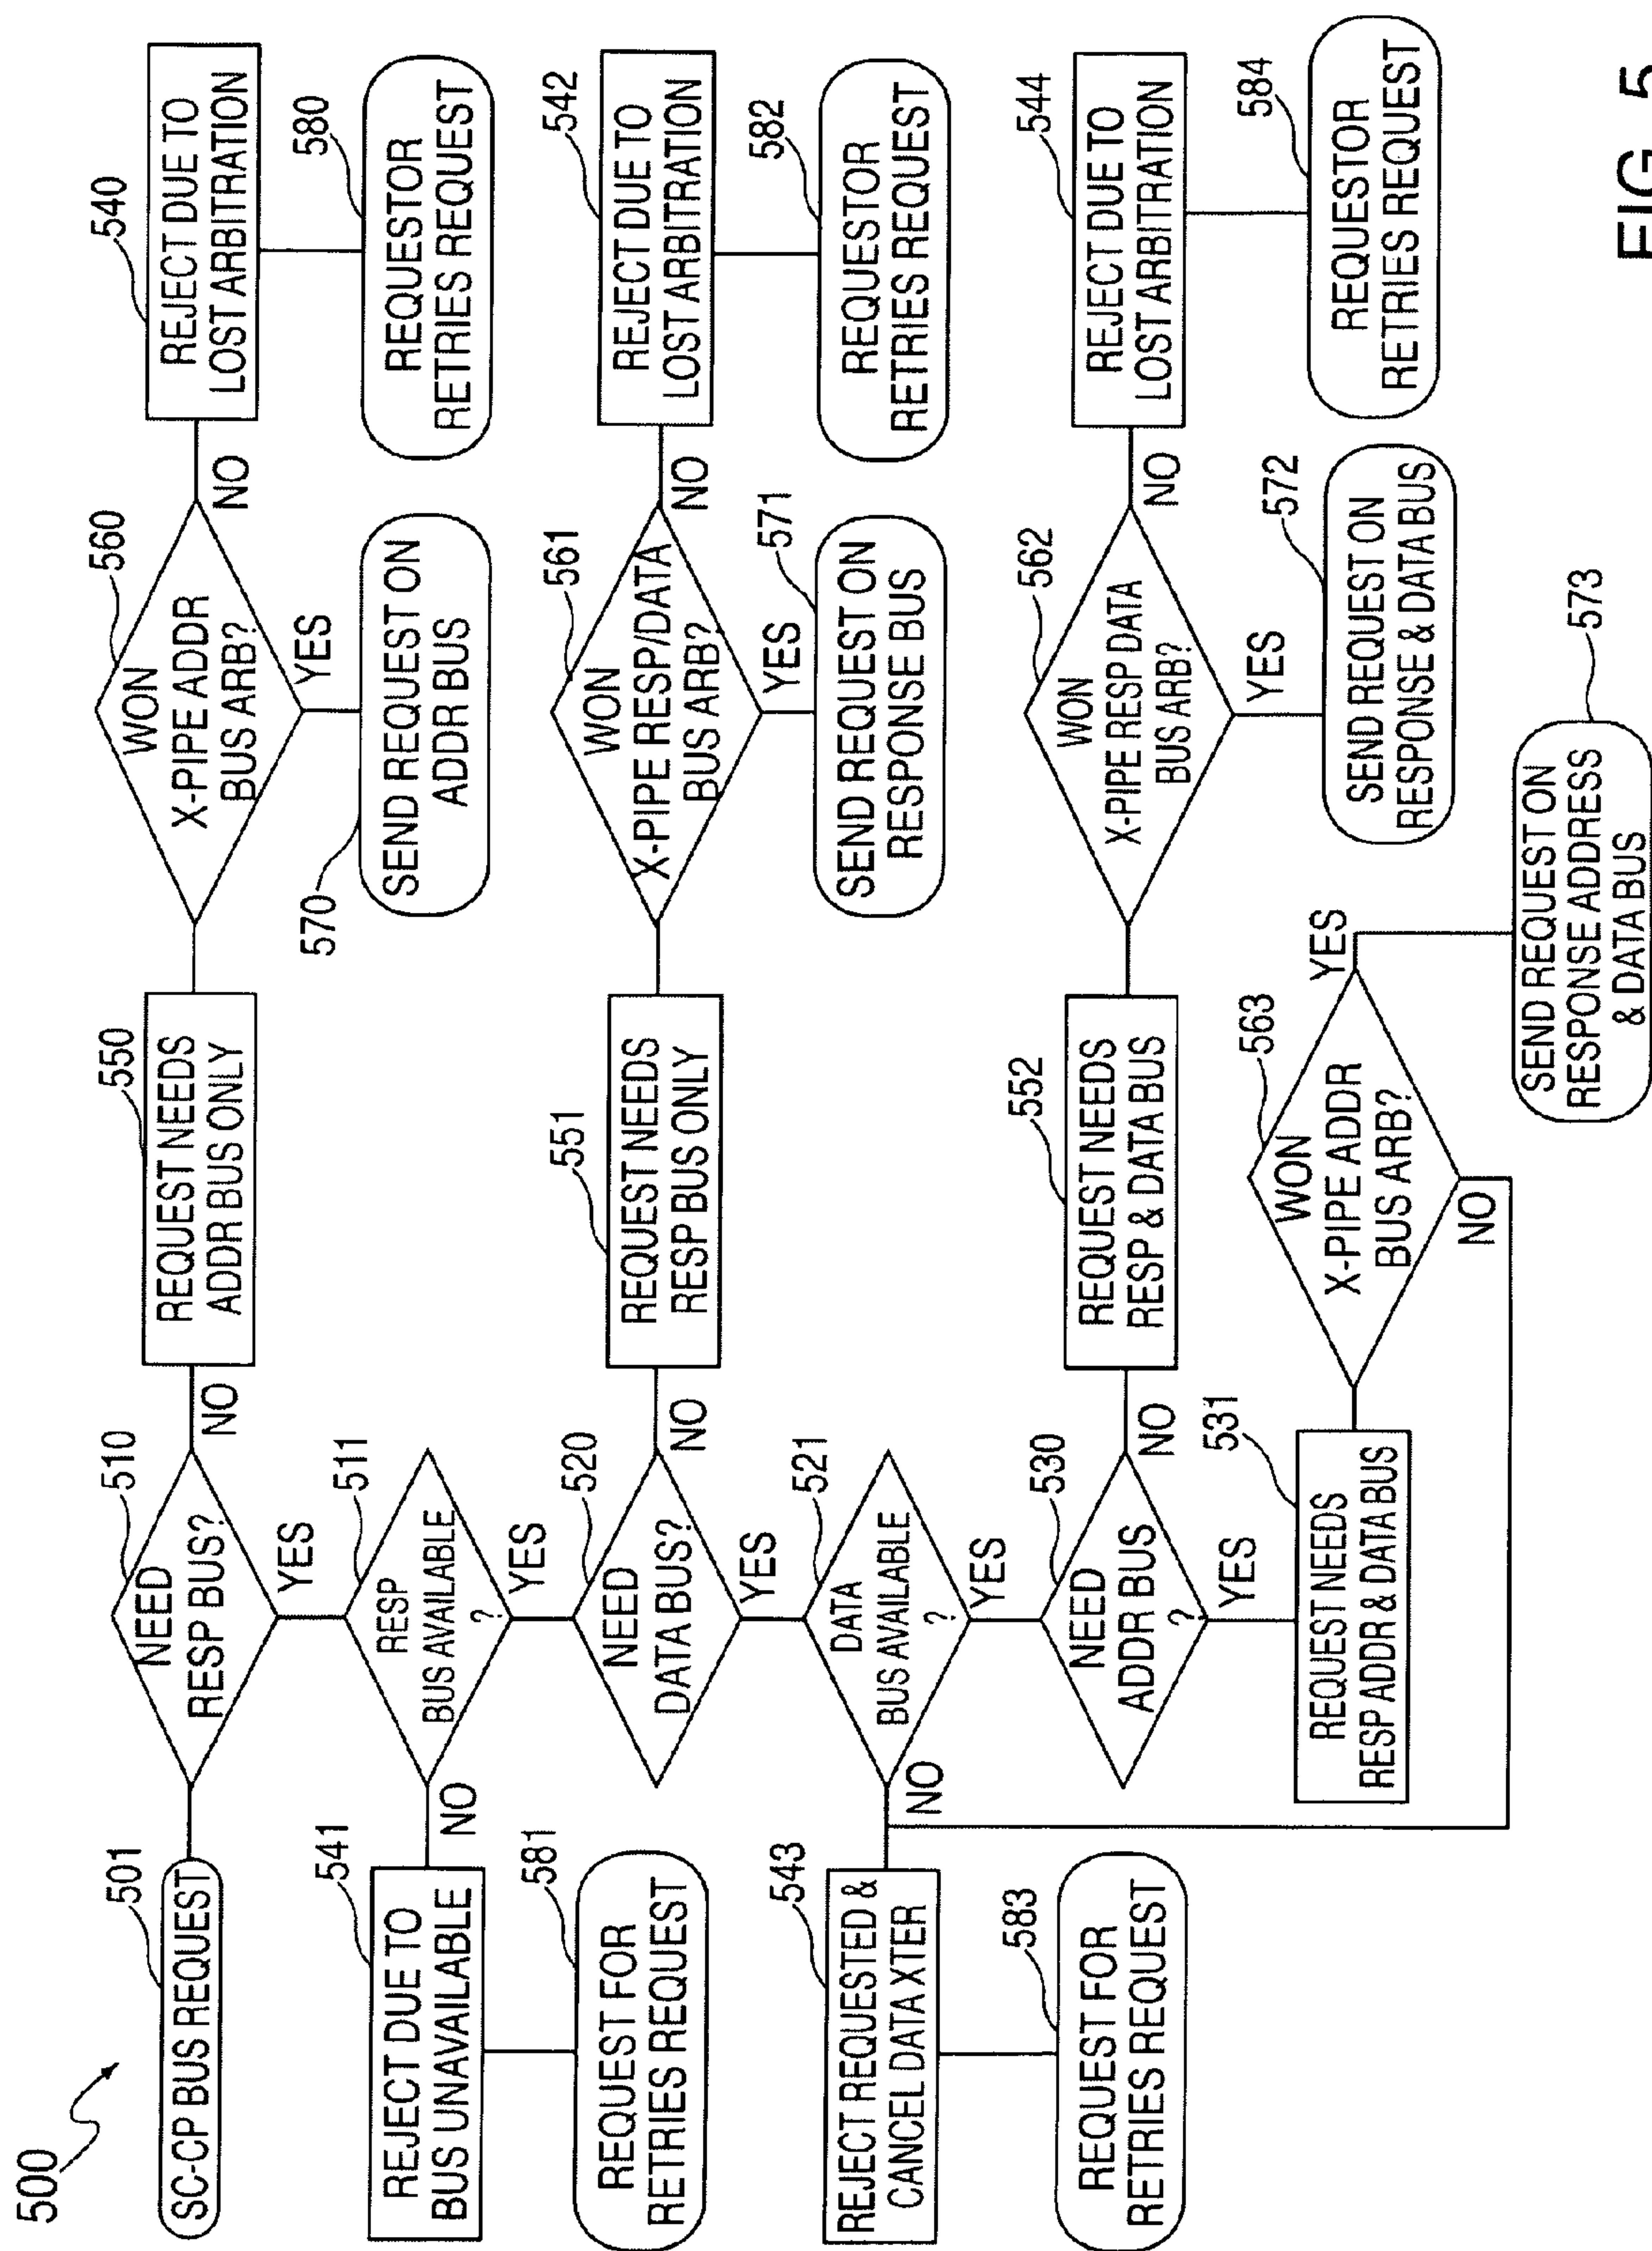 500
501
SC-CP BUS REQUEST
510
NEED
RESP BUS?
NO
YES
550
REQUEST NEEDS
ADDR BUS ONLY
560
WON
X-PIPE ADDR
BUS ARB?
NO
YES
540
REJECT DUE TO
LOST ARBITRATION
570
SEND REQUEST ON
ADDR BUS
580
REQUESTOR
RETRIES REQUEST
511
RESP
BUS AVAILABLE
?
NO
YES
541
REJECT DUE TO
BUS UNAVAILABLE
581
REQUEST FOR
RETRIES REQUEST
520
NEED
DATA BUS?
NO
YES
551
REQUEST NEEDS
RESP BUS ONLY
561
WON
X-PIPE RESP/DATA
BUS ARB?
NO
YES
542
REJECT DUE TO
LOST ARBITRATION
571
SEND REQUEST ON
RESPONSE BUS
582
REQUESTOR
RETRIES REQUEST
521
DATA
BUS AVAILABLE
?
NO
YES
543
REJECT REQUESTED &
CANCEL DATA XTER
583
REQUEST FOR
RETRIES REQUEST
530
NEED
ADDR BUS
?
NO
YES
552
REQUEST NEEDS
RESP & DATA BUS
562
WON
X-PIPE RESP DATA
BUS ARB?
NO
YES
544
REJECT DUE TO
LOST ARBITRATION
572
SEND REQUEST ON
RESPONSE & DATA BUS
584
REQUESTOR
RETRIES REQUEST
531
REQUEST NEEDS
RESP ADDR & DATA BUS
563
WON
X-PIPE ADDR
BUS ARB?
YES
NO
573
SEND REQUEST ON
RESPONSE ADDRESS
& DATA BUS
FIG. 5